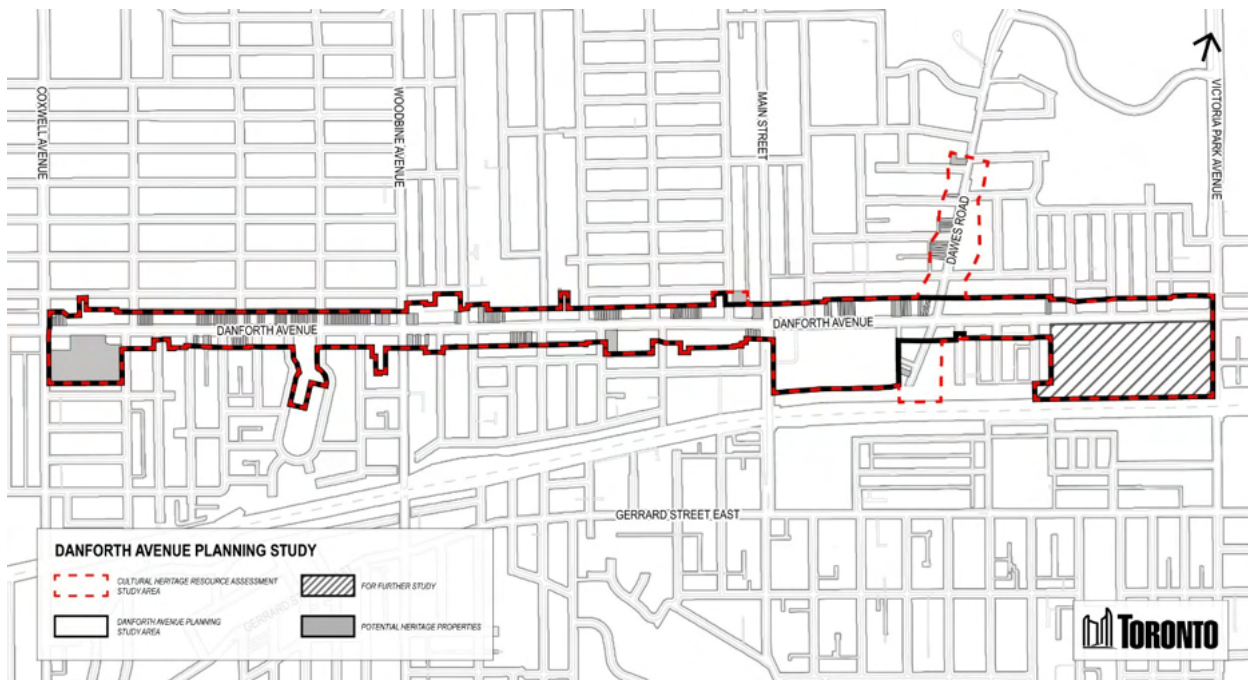 COXWELL AVENUE
WOODBINE AVENUE
MAIN STREET
VICTORIA PARK AVENUE
DAWES ROAD
DANFORTH AVENUE
DANFORTH AVENUE
GERRARD STREET EAST
DANFORTH AVENUE PLANNING STUDY
CULTURAL HERITAGE RESOURCE ASSESSMENT
STUDY AREA
FOR FURTHER STUDY
DANFORTH AVENUE PLANNING
STUDY AREA
POTENTIAL HERITAGE PROPERTIES
TORONTO